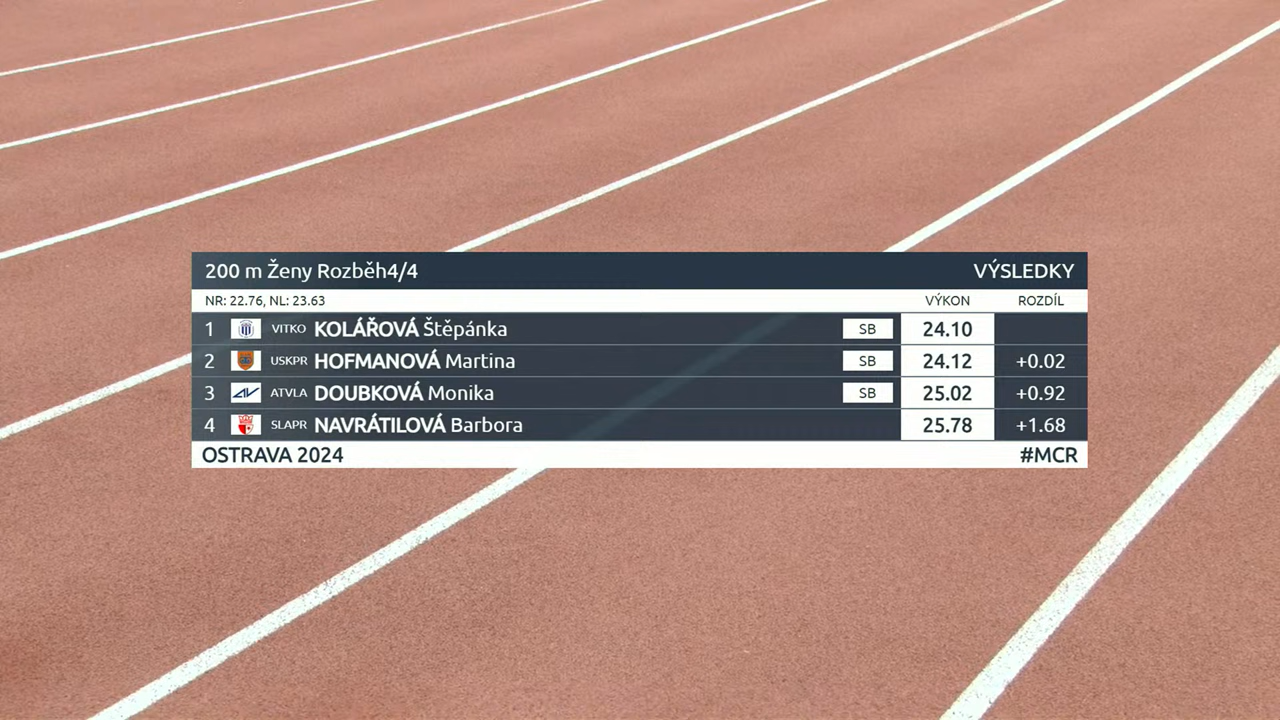 200 m Ženy Rozběh4/4 VÝSLEDKY
NR: 22.76, NL: 23.63 VÝKON ROZDÍL
1 VITKO KOLÁŘOVÁ Štěpánka SB 24.10
2 USKPR HOFMANOVÁ Martina SB 24.12 +0.02
3 ATVLA DOUBKOVÁ Monika SB 25.02 +0.92
4 SLAPR NAVRÁTILOVÁ Barbora 25.78 +1.68
OSTRAVA 2024 #MCR